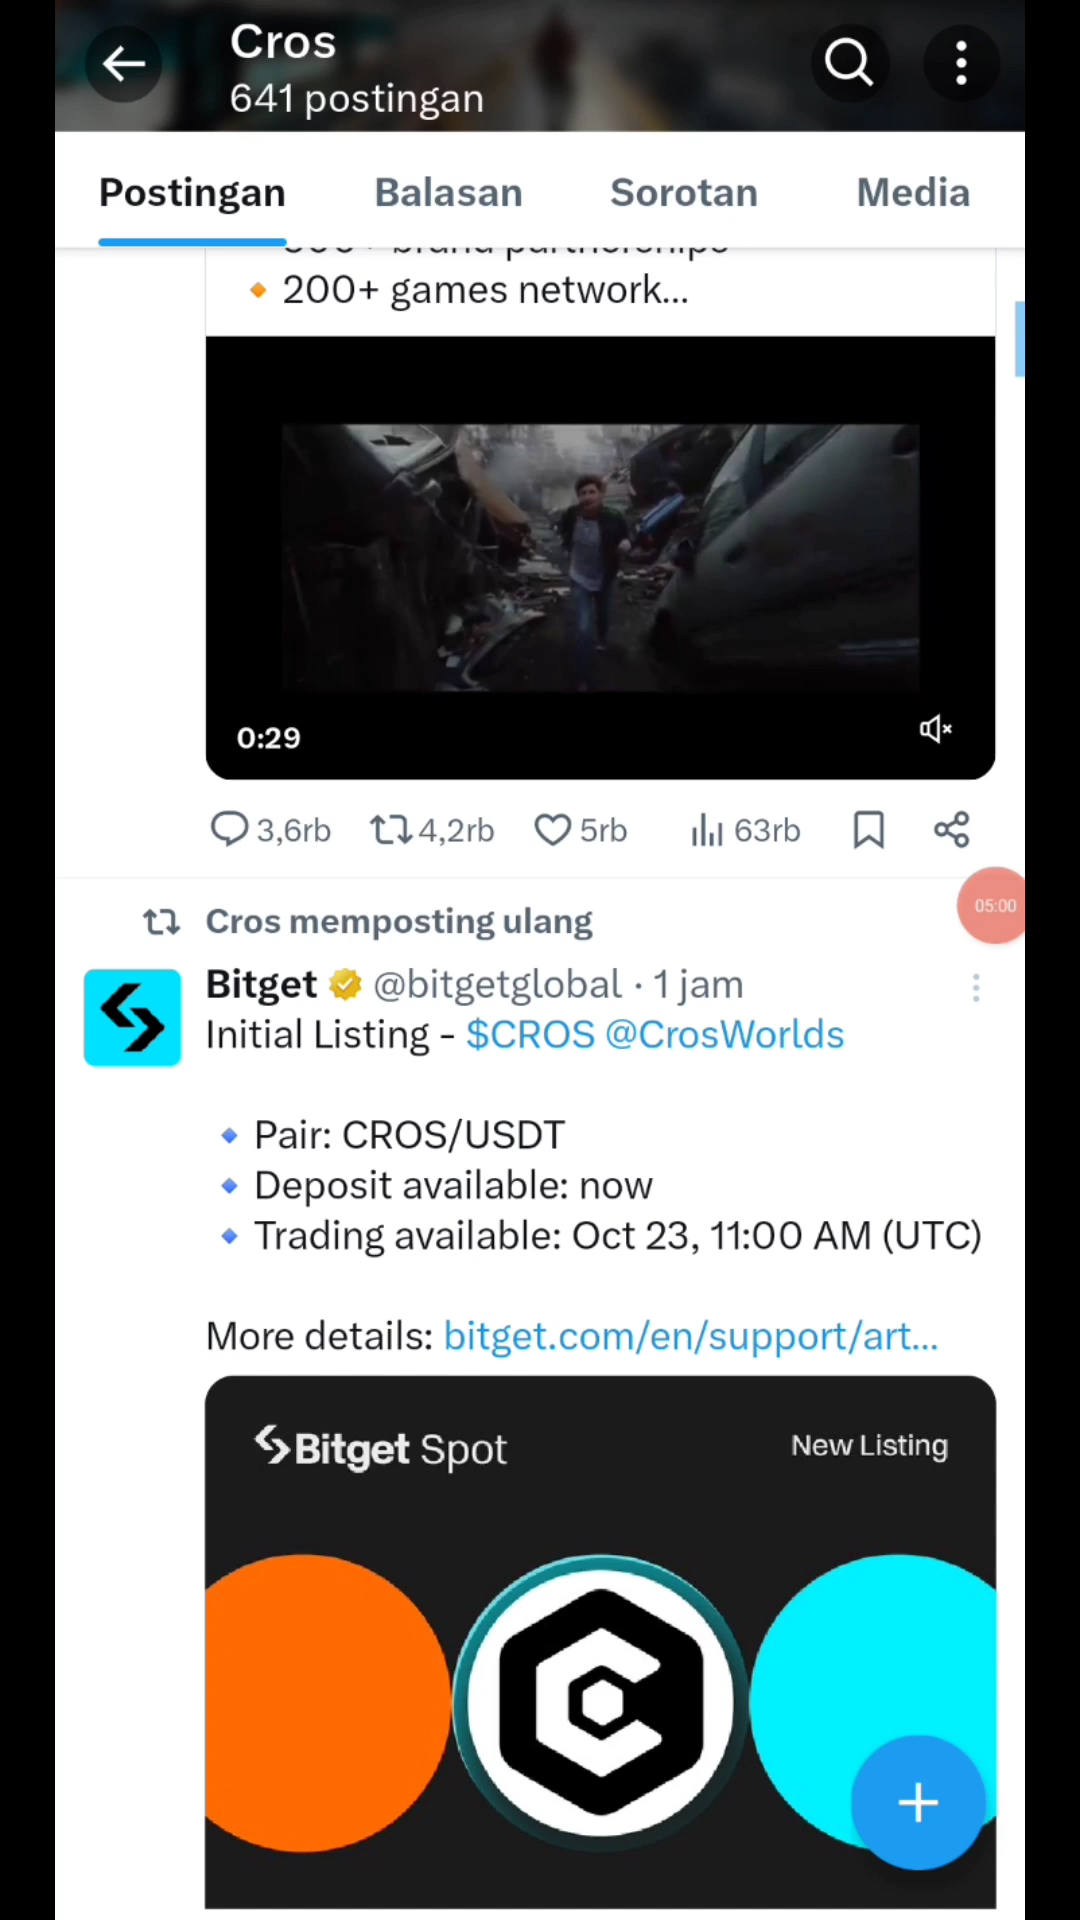 Cros
641 postingan
Postingan Balasan Sorotan Media
brand partnerships
🔸 200+ games network...
0:29
3,6rb 4,2rb 5rb 63rb
05:00
Cros memposting ulang
Bitget @bitgetglobal · 1 jam
Initial Listing - $CROS @CrosWorlds
🔹 Pair: CROS/USDT
🔹 Deposit available: now
🔹 Trading available: Oct 23, 11:00 AM (UTC)
More details: bitget.com/en/support/art...
Bitget Spot New Listing